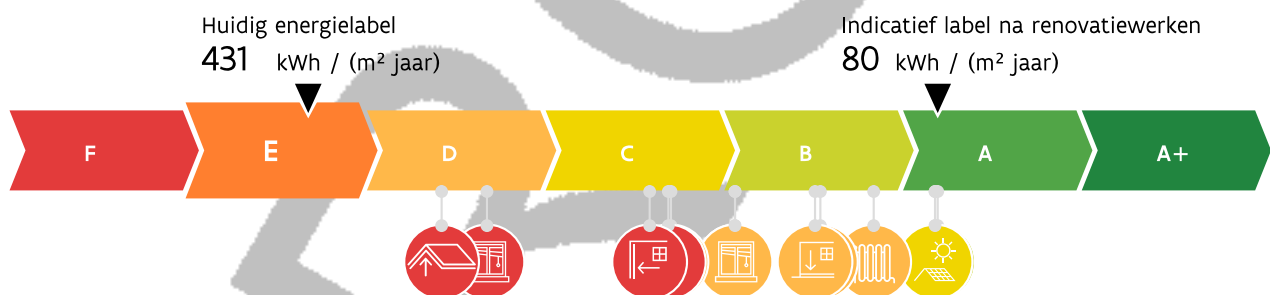 Huidig energielabel
431 kWh / (m² jaar)
Indicatief label na renovatiewerken
80 kWh / (m² jaar)
F E D C B A A+